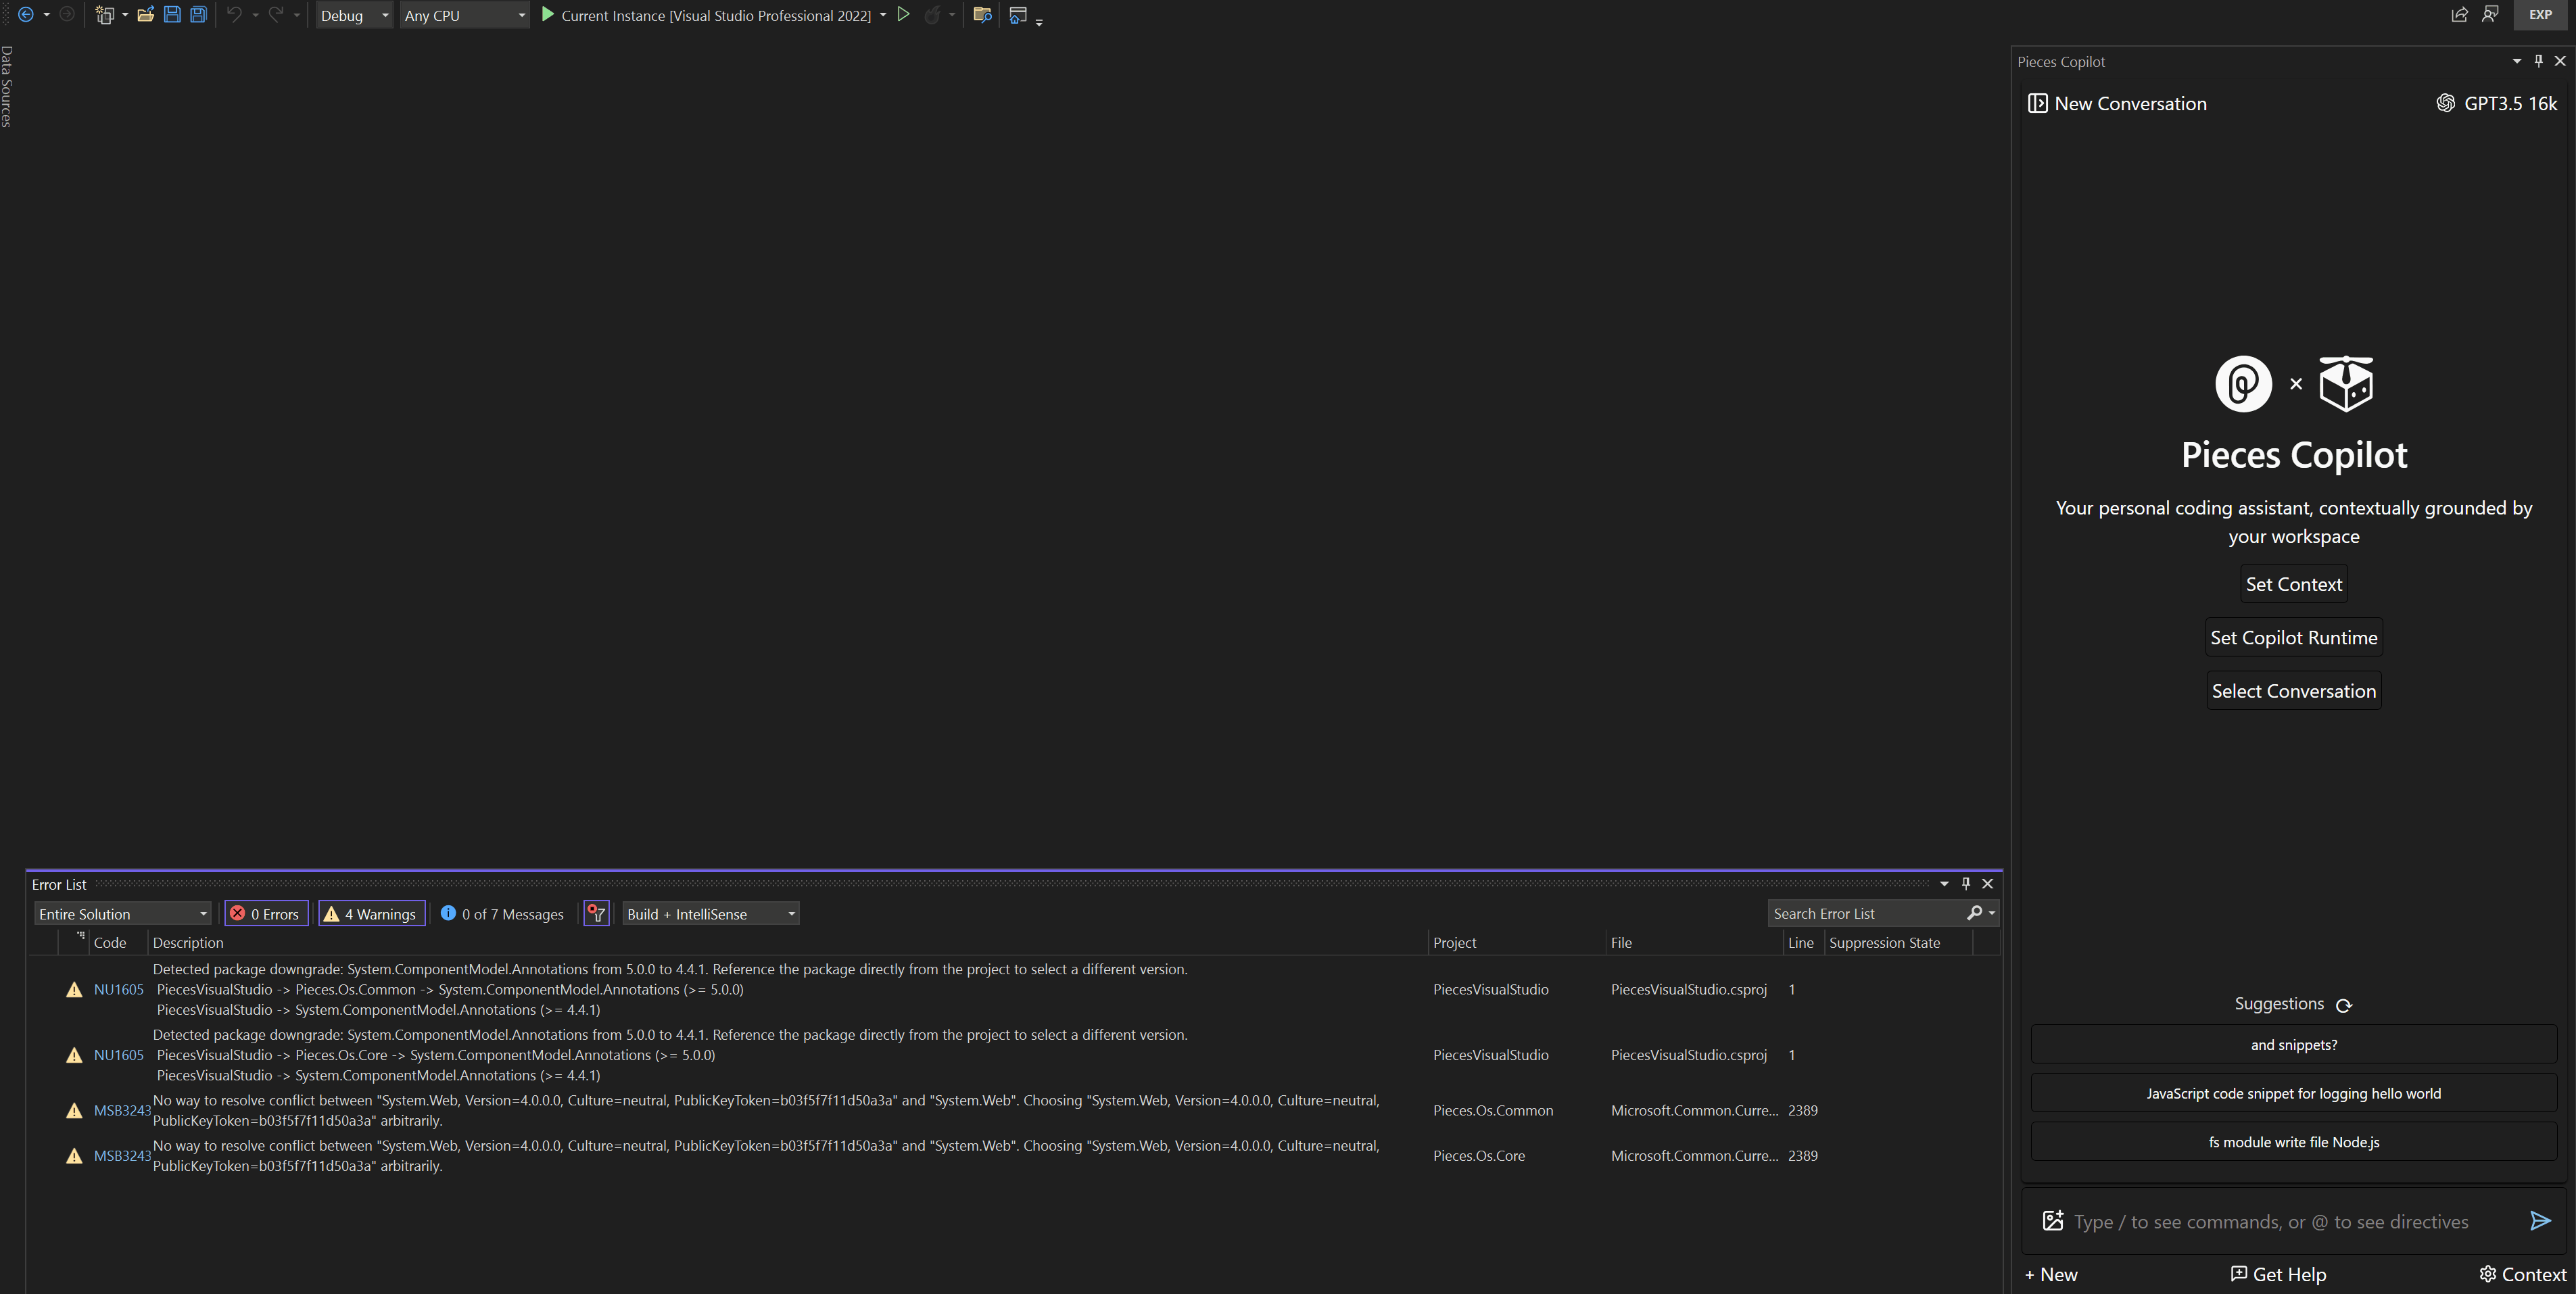 Debug
Any CPU
Current Instance [Visual Studio Professional 2022]
EXP
Data Sources
Pieces Copilot
New Conversation
GPT3.5 16k
Pieces Copilot
Your personal coding assistant, contextually grounded by
your workspace
Set Context
Set Copilot Runtime
Select Conversation
Suggestions
and snippets?
JavaScript code snippet for logging hello world
fs module write file Node.js
Type / to see commands, or @ to see directives
+ New
Get Help
Context
Error List
Entire Solution
0 Errors
4 Warnings
0 of 7 Messages
Build + IntelliSense
Search Error List
Code Description Project File Line Suppression State
Detected package downgrade: System.ComponentModel.Annotations from 5.0.0 to 4.4.1. Reference the package directly from the project to select a different version.
NU1605 PiecesVisualStudio -> Pieces.Os.Common -> System.ComponentModel.Annotations (>= 5.0.0) PiecesVisualStudio PiecesVisualStudio.csproj 1
PiecesVisualStudio -> System.ComponentModel.Annotations (>= 4.4.1)
Detected package downgrade: System.ComponentModel.Annotations from 5.0.0 to 4.4.1. Reference the package directly from the project to select a different version.
NU1605 PiecesVisualStudio -> Pieces.Os.Core -> System.ComponentModel.Annotations (>= 5.0.0) PiecesVisualStudio PiecesVisualStudio.csproj 1
PiecesVisualStudio -> System.ComponentModel.Annotations (>= 4.4.1)
MSB3243 No way to resolve conflict between "System.Web, Version=4.0.0.0, Culture=neutral, PublicKeyToken=b03f5f7f11d50a3a" and "System.Web". Choosing "System.Web, Version=4.0.0.0, Culture=neutral, Pieces.Os.Common Microsoft.Common.Curre... 2389
PublicKeyToken=b03f5f7f11d50a3a" arbitrarily.
MSB3243 No way to resolve conflict between "System.Web, Version=4.0.0.0, Culture=neutral, PublicKeyToken=b03f5f7f11d50a3a" and "System.Web". Choosing "System.Web, Version=4.0.0.0, Culture=neutral, Pieces.Os.Core Microsoft.Common.Curre... 2389
PublicKeyToken=b03f5f7f11d50a3a" arbitrarily.